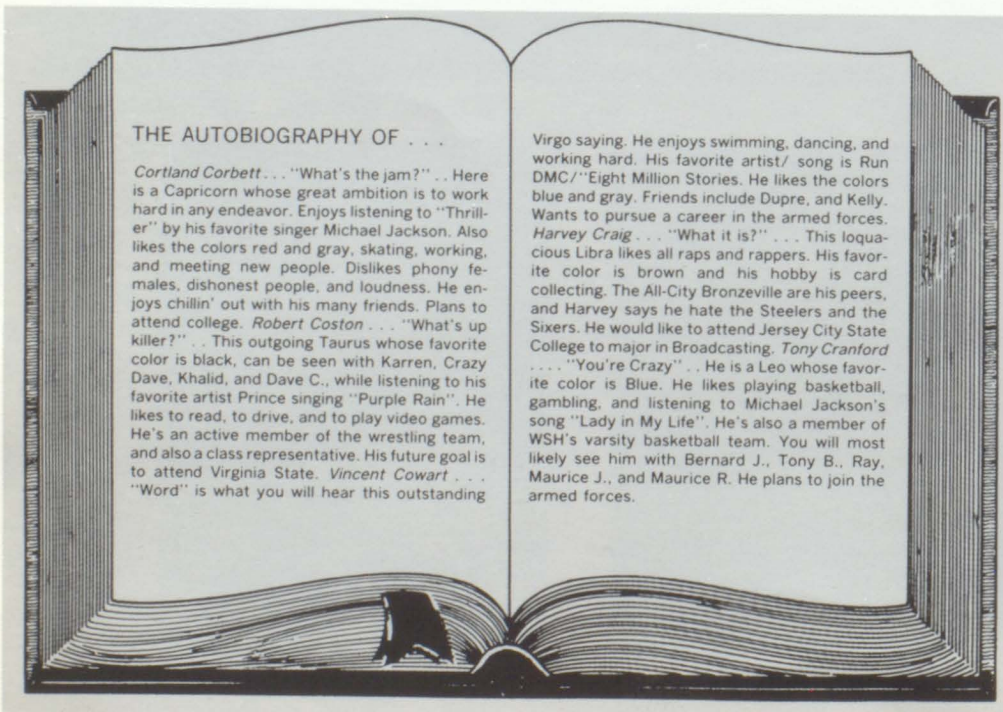 THE AUTOBIOGRAPHY OF . . .
Cortland Corbett . . . "What's the jam?" . . Here
is a Capricorn whose great ambition is to work
hard in any endeavor. Enjoys listening to "Thrill-
er" by his favorite singer Michael Jackson. Also
likes the colors red and gray, skating, working,
and meeting new people. Dislikes phony fe-
males, dishonest people, and loudness. He en-
joys chillin' out with his many friends. Plans to
attend college. Robert Coston . . . "What's up
killer?" . . This outgoing Taurus whose favorite
color is black, can be seen with Karren, Crazy
Dave, Khalid, and Dave C., while listening to his
favorite artist Prince singing "Purple Rain". He
likes to read, to drive, and to play video games.
He's an active member of the wrestling team,
and also a class representative. His future goal is
to attend Virginia State. Vincent Cowart . . .
"Word" is what you will hear this outstanding
Virgo saying. He enjoys swimming, dancing, and
working hard. His favorite artist/ song is Run
DMC/"Eight Million Stories. He likes the colors
blue and gray. Friends include Dupre, and Kelly.
Wants to pursue a career in the armed forces.
Harvey Craig . . . "What it is?" . . . This loqua-
cious Libra likes all raps and rappers. His favor-
ite color is brown and his hobby is card
collecting. The All-City Bronzeville are his peers,
and Harvey says he hate the Steelers and the
Sixers. He would like to attend Jersey City State
College to major in Broadcasting. Tony Cranford
. . . . "You're Crazy" . . He is a Leo whose favor-
ite color is Blue. He likes playing basketball,
gambling, and listening to Michael Jackson's
song "Lady in My Life". He's also a member of
WSH's varsity basketball team. You will most
likely see him with Bernard J., Tony B., Ray,
Maurice J., and Maurice R. He plans to join the
armed forces.